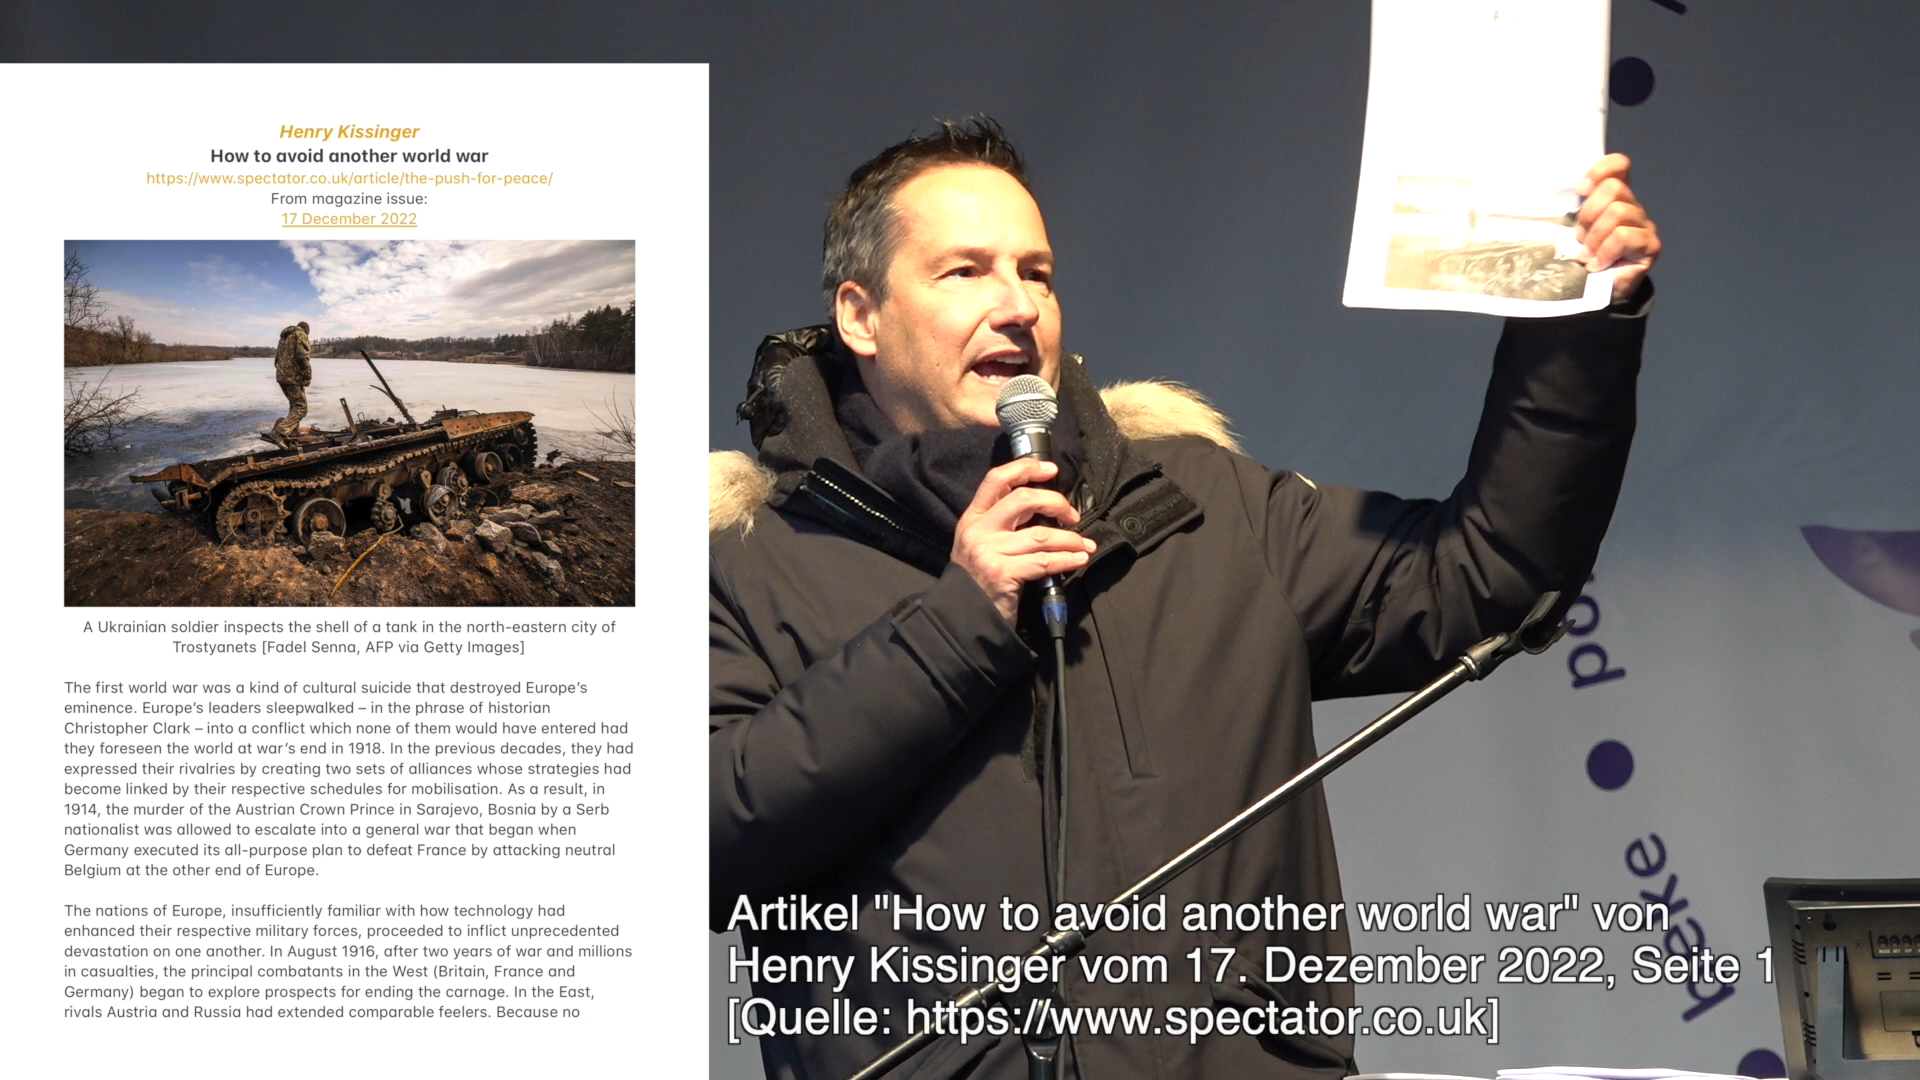 Henry Kissinger
How to avoid another world war
https://www.spectator.co.uk/article/the-push-for-peace/
From magazine issue:
17 December 2022
A Ukrainian soldier inspects the shell of a tank in the north-eastern city of
Trostyanets [Fadel Senna, AFP via Getty Images]
The first world war was a kind of cultural suicide that destroyed Europe's
eminence. Europe's leaders sleepwalked – in the phrase of historian
Christopher Clark – into a conflict which none of them would have entered had
they foreseen the world at war's end in 1918. In the previous decades, they had
expressed their rivalries by creating two sets of alliances whose strategies had
become linked by their respective schedules for mobilisation. As a result, in
1914, the murder of the Austrian Crown Prince in Sarajevo, Bosnia by a Serb
nationalist was allowed to escalate into a general war that began when
Germany executed its all-purpose plan to defeat France by attacking neutral
Belgium at the other end of Europe.
The nations of Europe, insufficiently familiar with how technology had
enhanced their respective military forces, proceeded to inflict unprecedented
devastation on one another. In August 1916, after two years of war and millions
in casualties, the principal combatants in the West (Britain, France and
Germany) began to explore prospects for ending the carnage. In the East,
rivals Austria and Russia had extended comparable feelers. Because no
Artikel "How to avoid another world war" von
Henry Kissinger vom 17. Dezember 2022, Seite 1
[Quelle: https://www.spectator.co.uk]